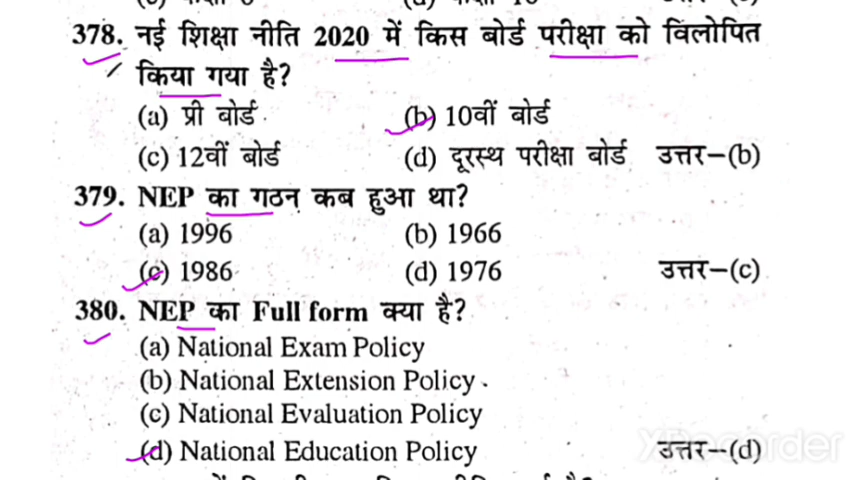 378. नई शिक्षा नीति 2020 में किस बोर्ड परीक्षा को विलोपित
किया गया है?
(a) प्री बोर्ड (b) 10वीं बोर्ड
(c) 12वीं बोर्ड (d) दूरस्थ परीक्षा बोर्ड उत्तर–(b)
379. NEP का गठन कब हुआ था?
(a) 1996 (b) 1966
(c) 1986 (d) 1976 उत्तर–(c)
380. NEP का Full form क्या है?
(a) National Exam Policy
(b) National Extension Policy
(c) National Evaluation Policy
(d) National Education Policy उत्तर–(d)
XRecorder